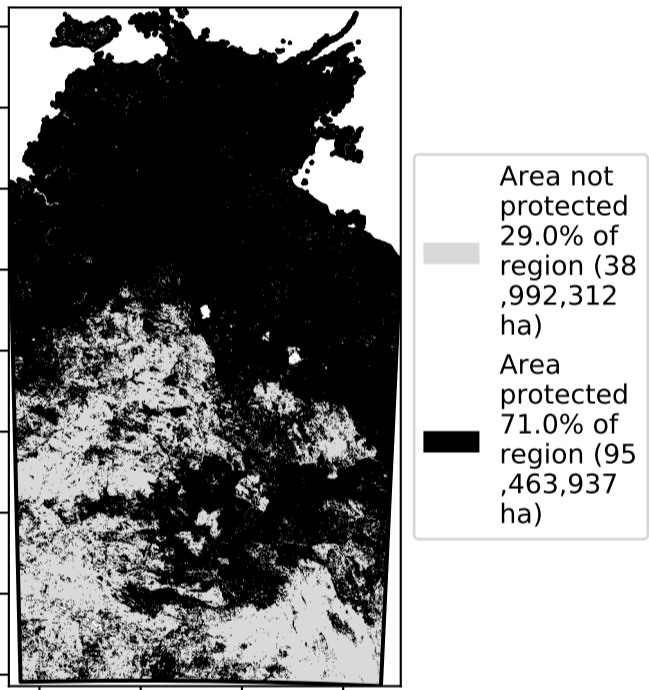 Area not
protected
29.0% of
region (38
,992,312
ha)
Area
protected
71.0% of
region (95
,463,937
ha)